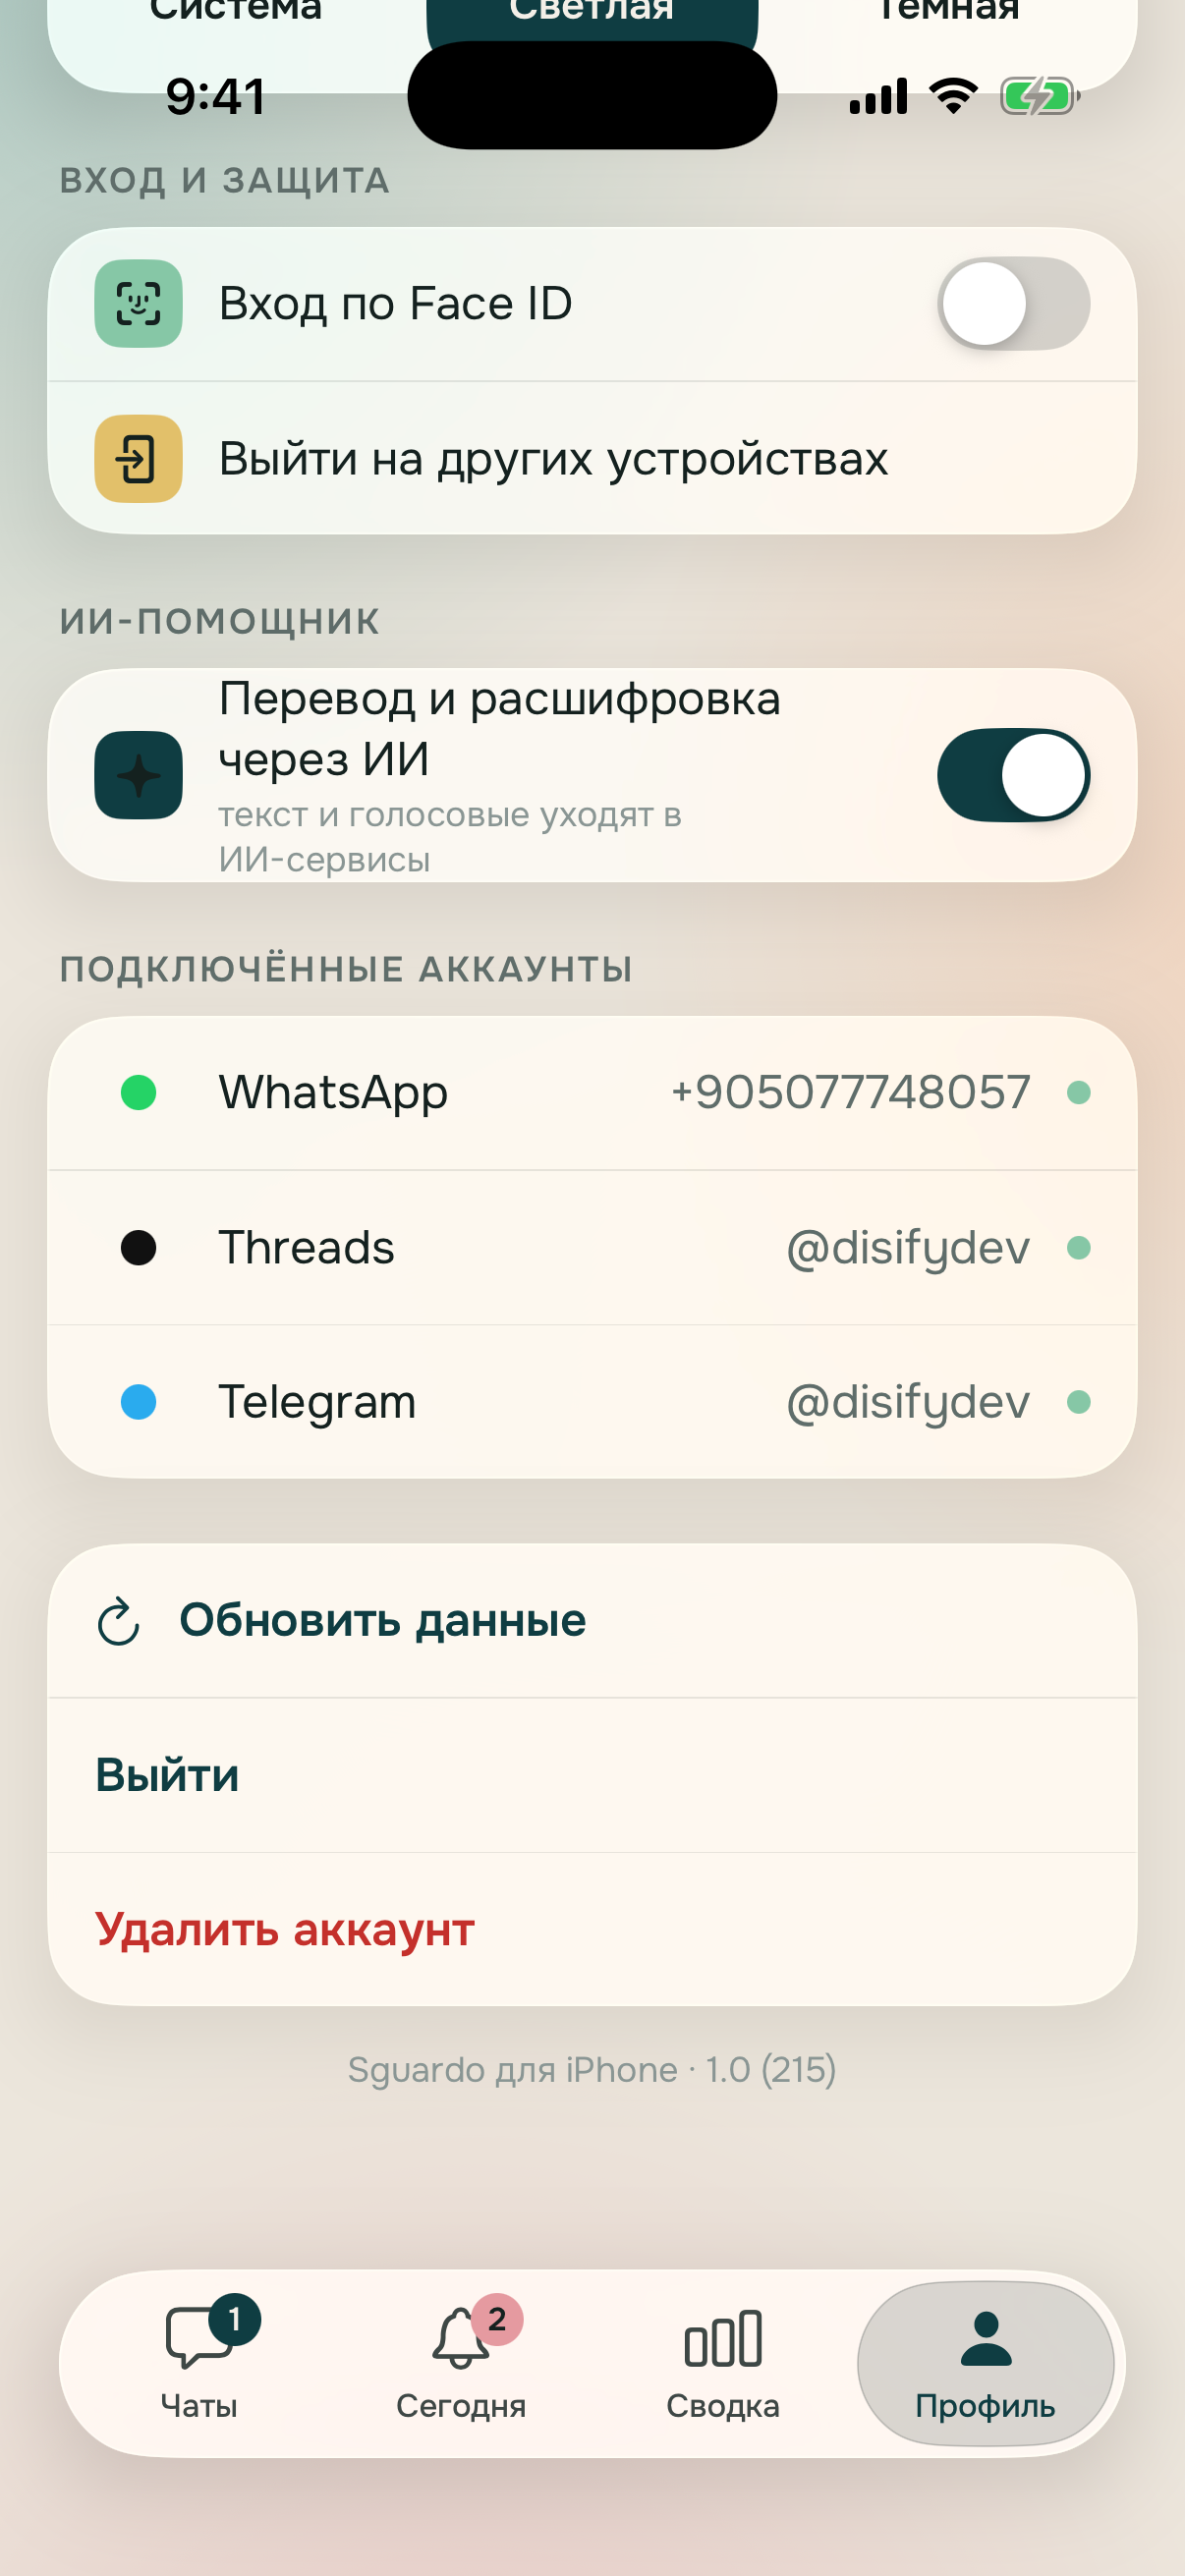 Система Светлая Тёмная
9:41
ВХОД И ЗАЩИТА
Вход по Face ID
Выйти на других устройствах
ИИ-ПОМОЩНИК
Перевод и расшифровка
через ИИ
текст и голосовые уходят в
ИИ-сервисы
ПОДКЛЮЧЁННЫЕ АККАУНТЫ
WhatsApp +905077748057
Threads @disifydev
Telegram @disifydev
Обновить данные
Выйти
Удалить аккаунт
Sguardo для iPhone · 1.0 (215)
1 2
Чаты Сегодня Сводка Профиль